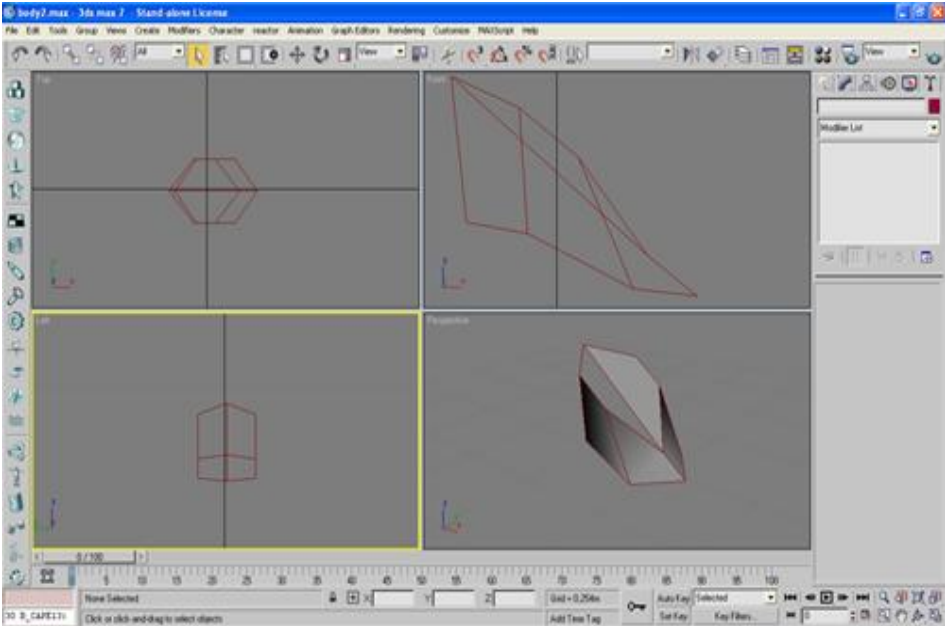 body2.max - 3ds max 7 - Stand-alone License
File Edit Tools Group Views Create Modifiers Character reactor Animation Graph Editors Rendering Customize MAXScript Help
All
View
View
Top
Front
Modifier List
Left
Perspective
0 / 100
5 10 15 20 25 30 35 40 45 50 55 60 65 70 75 80 85 90 95 100
None Selected
X
Y
Z
Grid = 0,254m
Auto Key
Selected
Click or click-and-drag to select objects
Add Time Tag
Set Key
Key Filters...
0